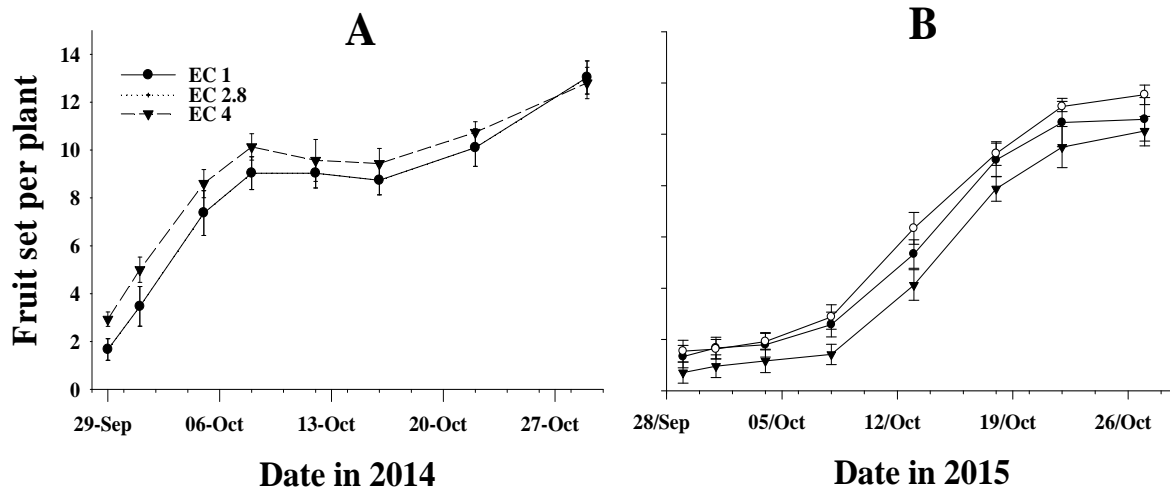 A
B
14
12
10
8
6
4
2
0
EC 1
EC 2.8
EC 4
Fruit set per plant
29-Sep 06-Oct 13-Oct 20-Oct 27-Oct
28/Sep 05/Oct 12/Oct 19/Oct 26/Oct
Date in 2014
Date in 2015